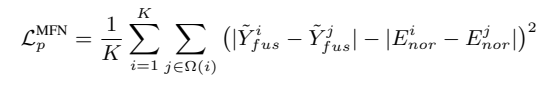 $\mathcal{L}_{p}^{\text{MFN}} = \frac{1}{K} \sum_{i=1}^{K} \sum_{j \in \Omega(i)} \left( |\tilde{Y}_{fus}^{i} - \tilde{Y}_{fus}^{j}| - |E_{nor}^{i} - E_{nor}^{j}| \right)^{2}$